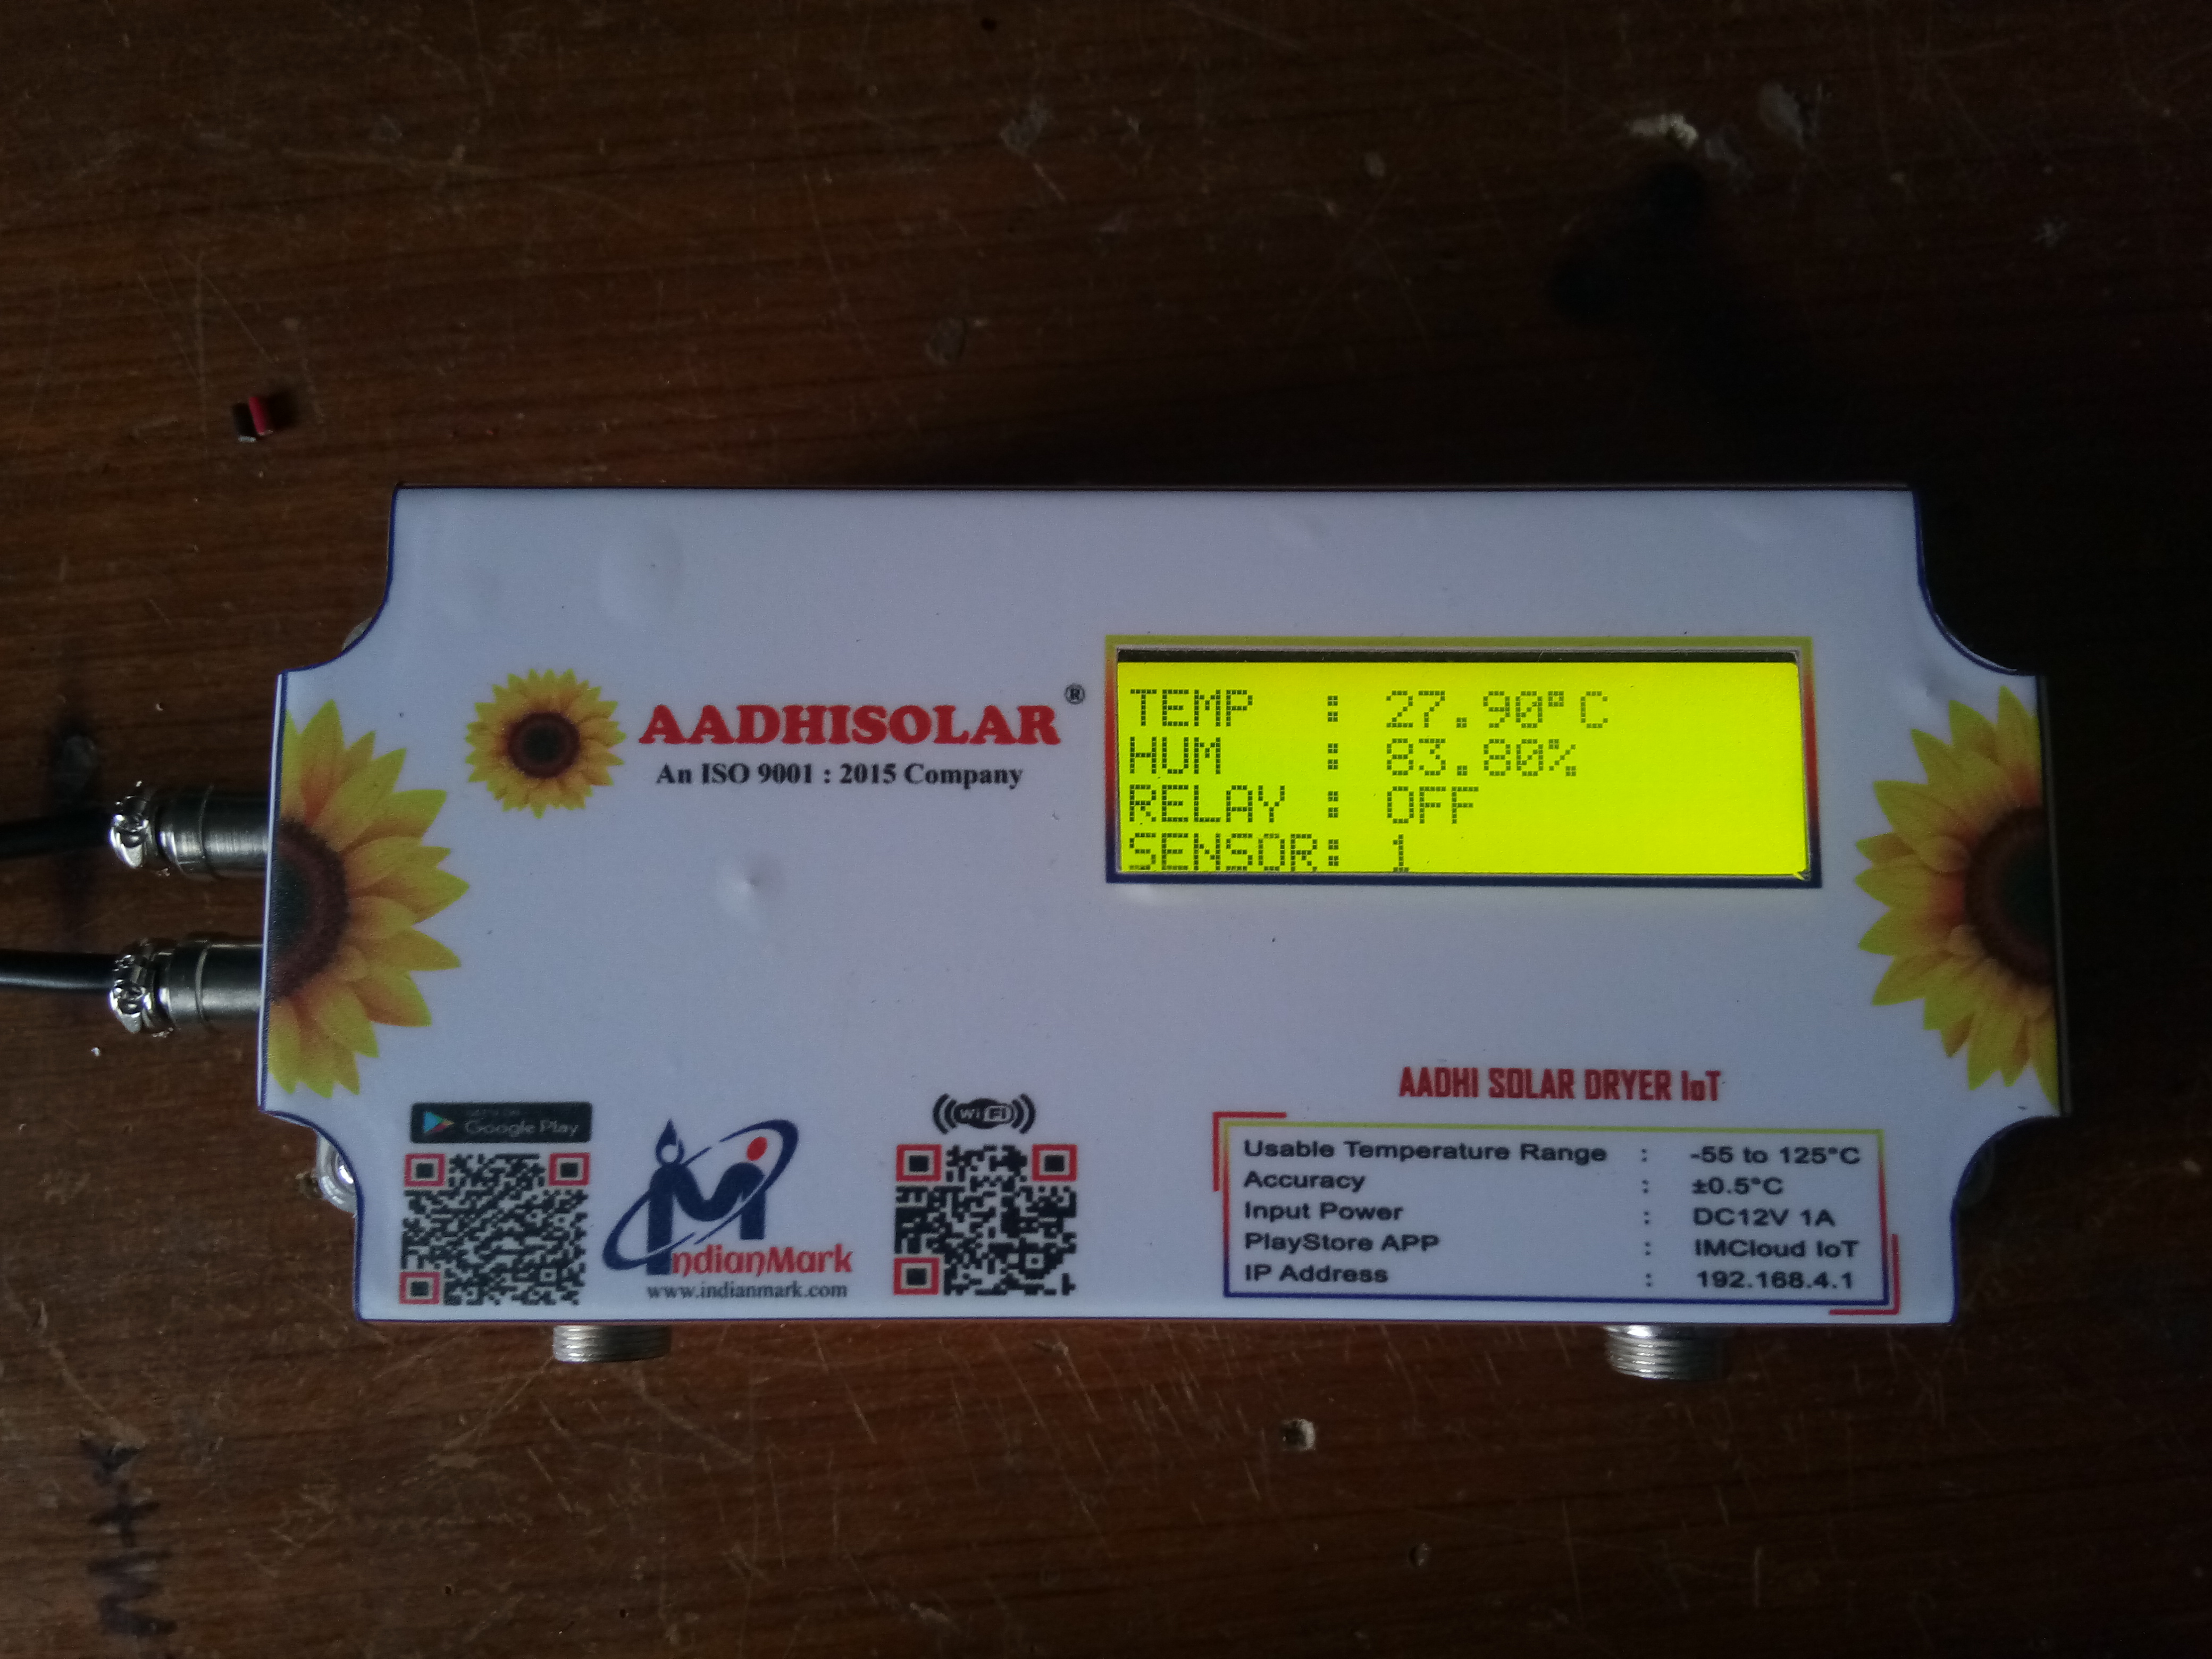 AADHISOLAR®
An ISO 9001 : 2015 Company
TEMP : 27.90°C
HUM : 83.80%
RELAY : OFF
SENSOR: 1
Google Play
IndianMark
www.indianmark.com
Wi Fi
AADHI SOLAR DRYER IoT
Usable Temperature Range : -55 to 125°C
Accuracy : ±0.5°C
Input Power : DC12V 1A
PlayStore APP : IMCloud IoT
IP Address : 192.168.4.1